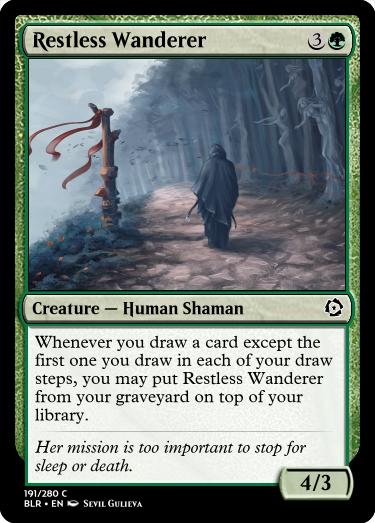 Restless Wanderer 3
Creature — Human Shaman
Whenever you draw a card except the
first one you draw in each of your draw
steps, you may put Restless Wanderer
from your graveyard on top of your
library.
Her mission is too important to stop for
sleep or death.
4/3
191/280 C
BLR • EN Sevil Gulieva